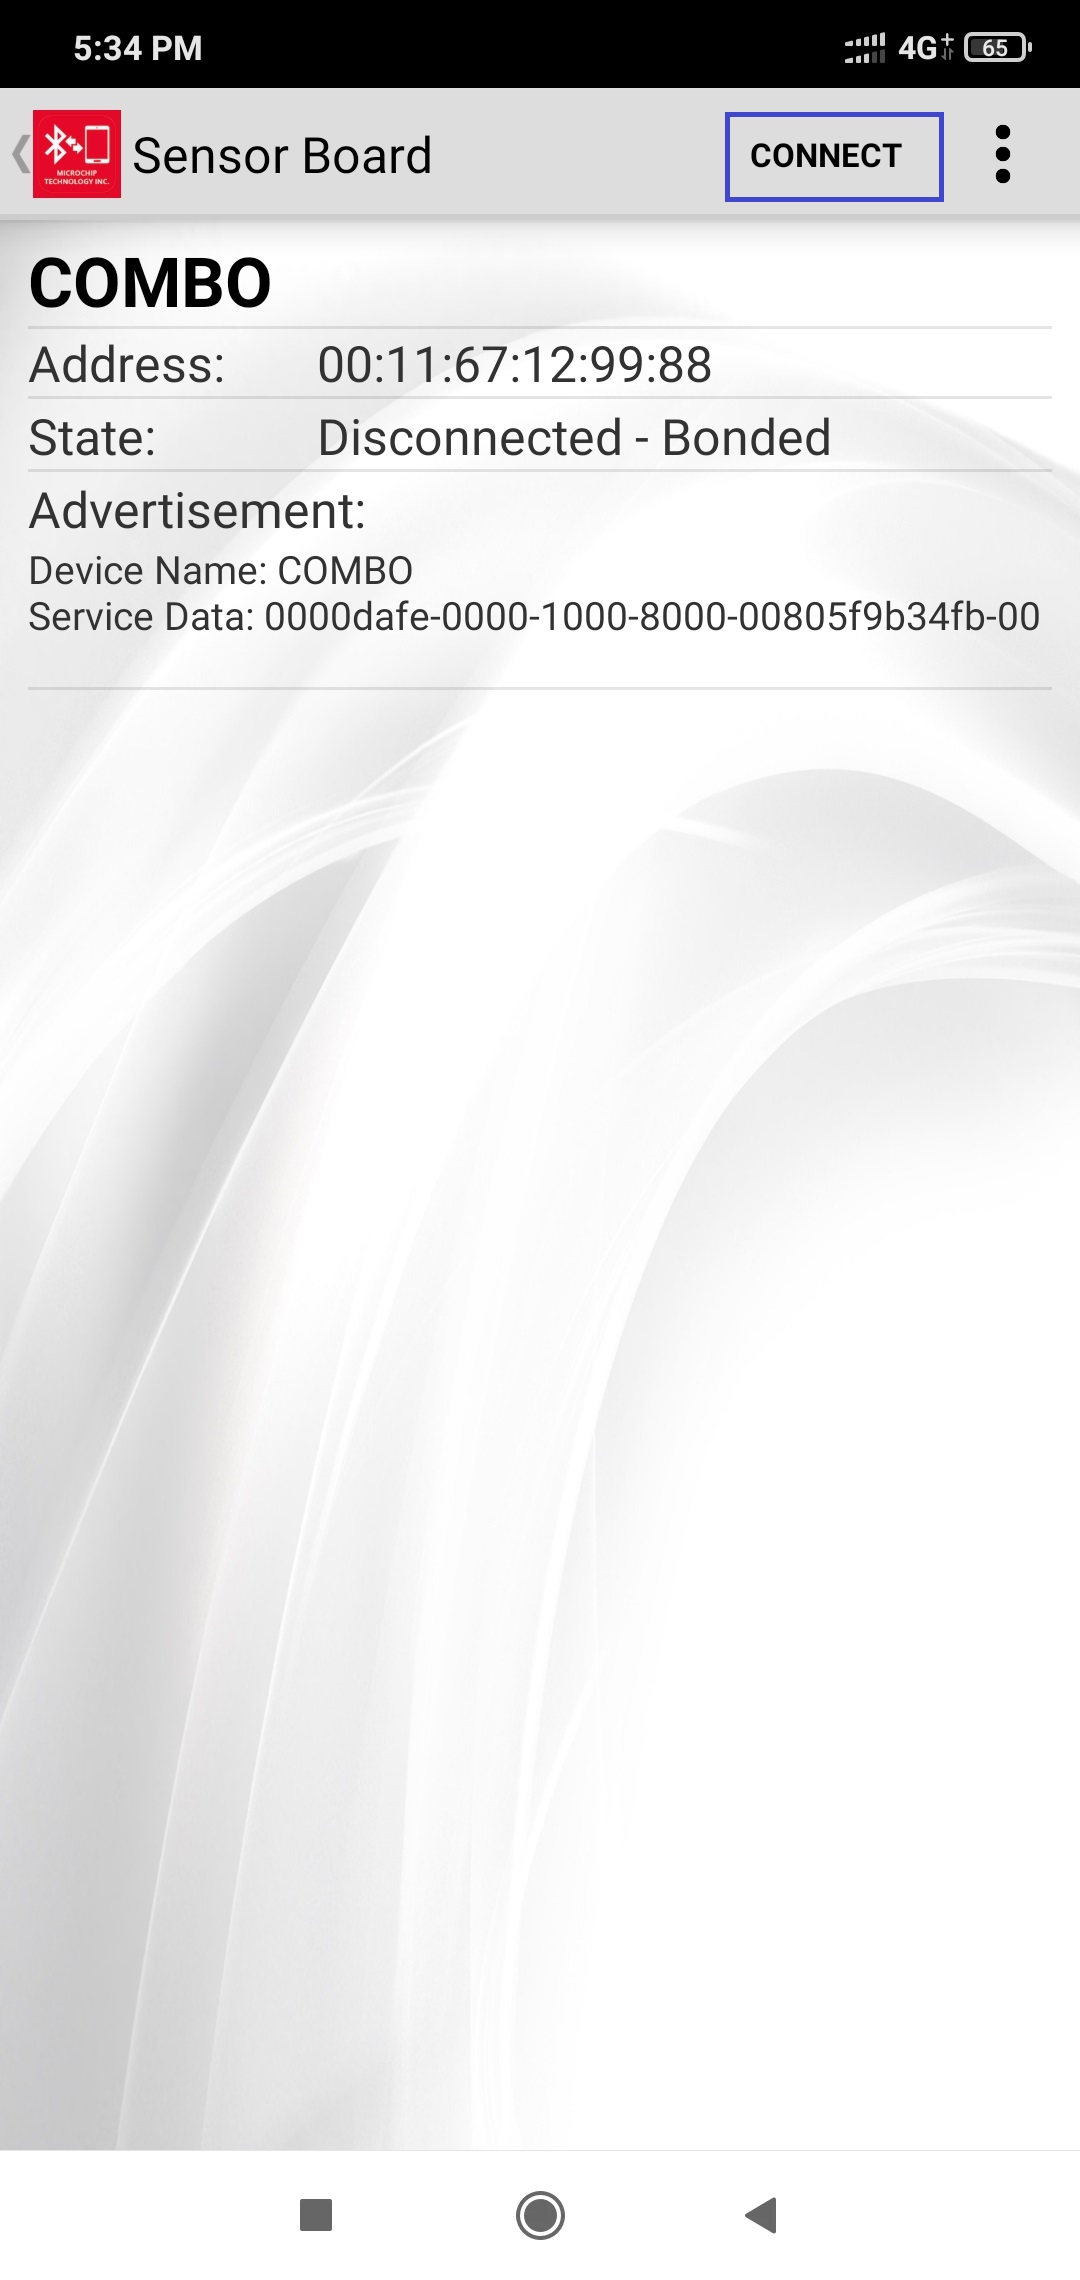 5:34 PM
4G+
65
MICROCHIP
TECHNOLOGY INC.
Sensor Board
CONNECT
COMBO
Address: 00:11:67:12:99:88
State: Disconnected - Bonded
Advertisement:
Device Name: COMBO
Service Data: 0000dafe-0000-1000-8000-00805f9b34fb-00